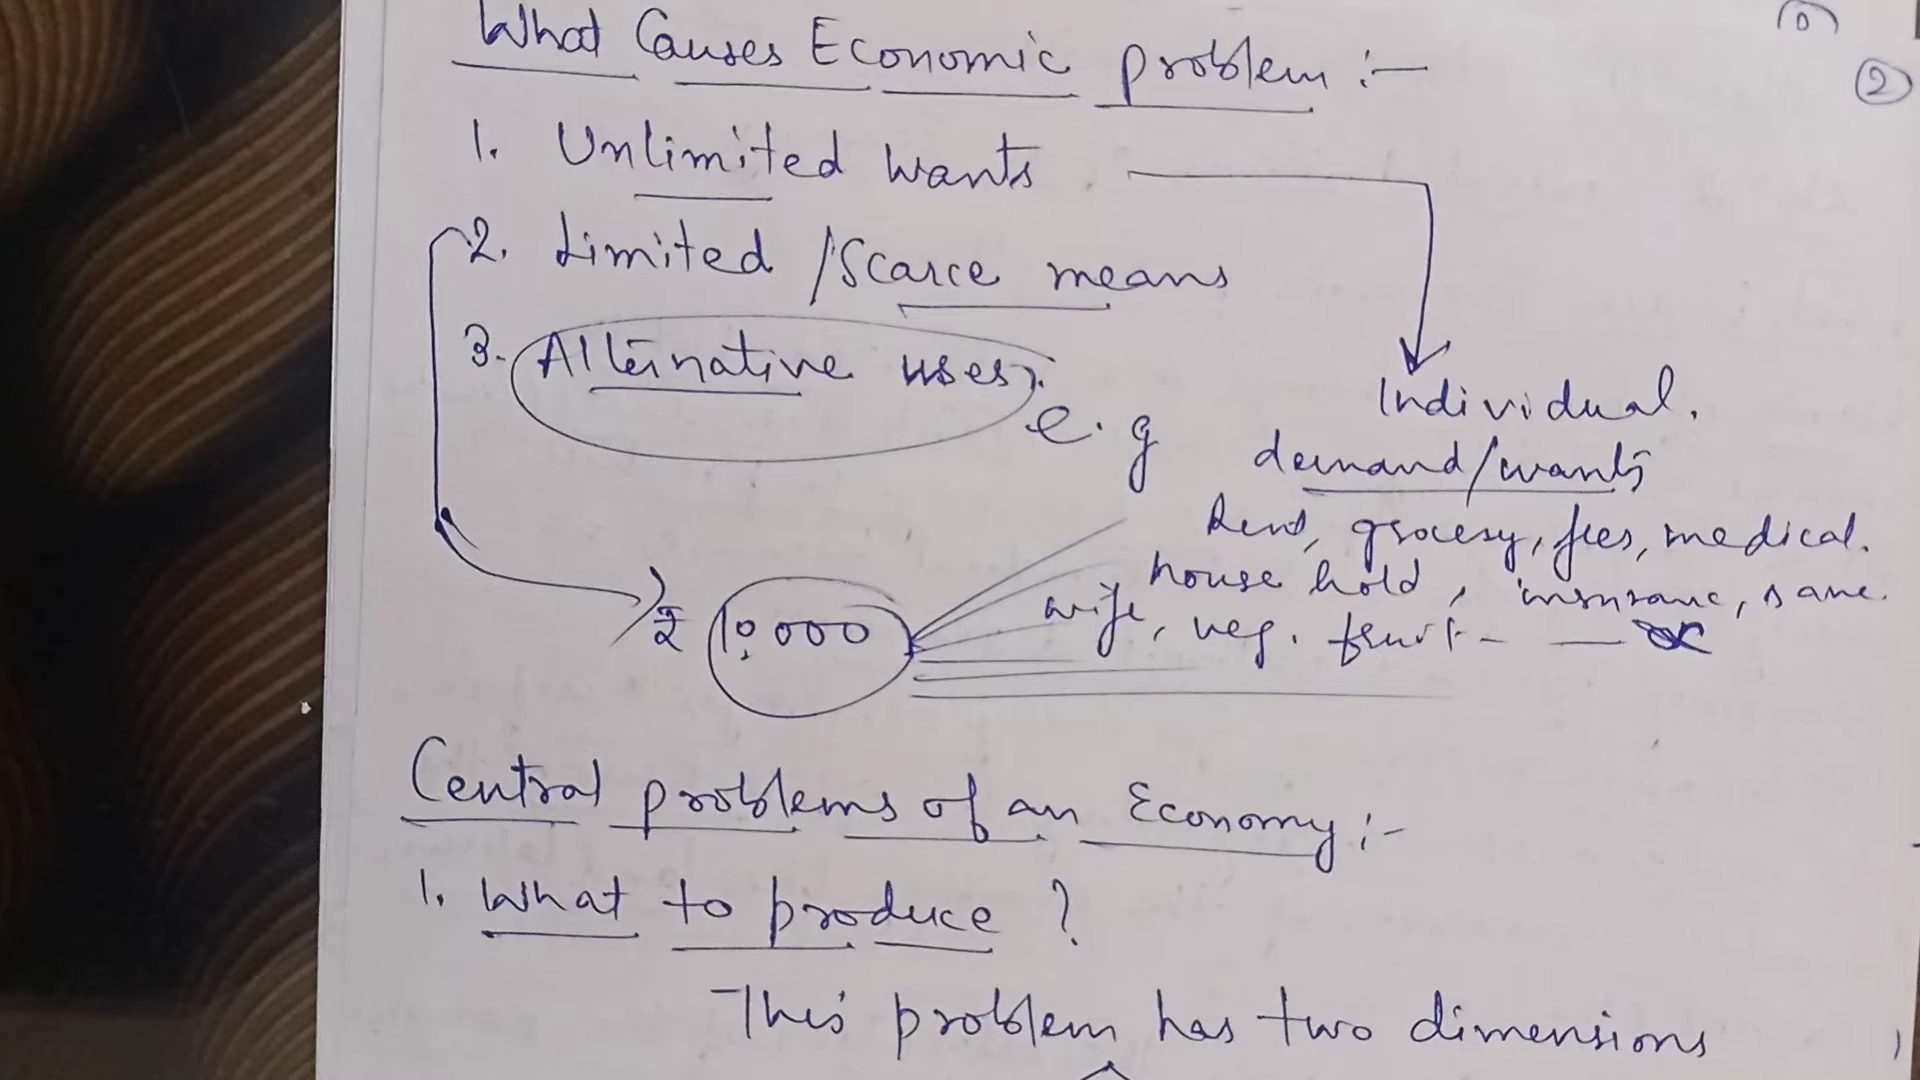 What Causes Economic problem :-
②
1. Unlimited wants
2. Limited / Scarce means
3. Alternative uses.
e.g
Individual.
demand/wants
Rent, grocery, fees, medical.
house hold, insurance, save.
wife, veg. fruit - —
₹ 10,000
Central problems of an Economy :-
1. What to produce ?
This problem has two dimensions